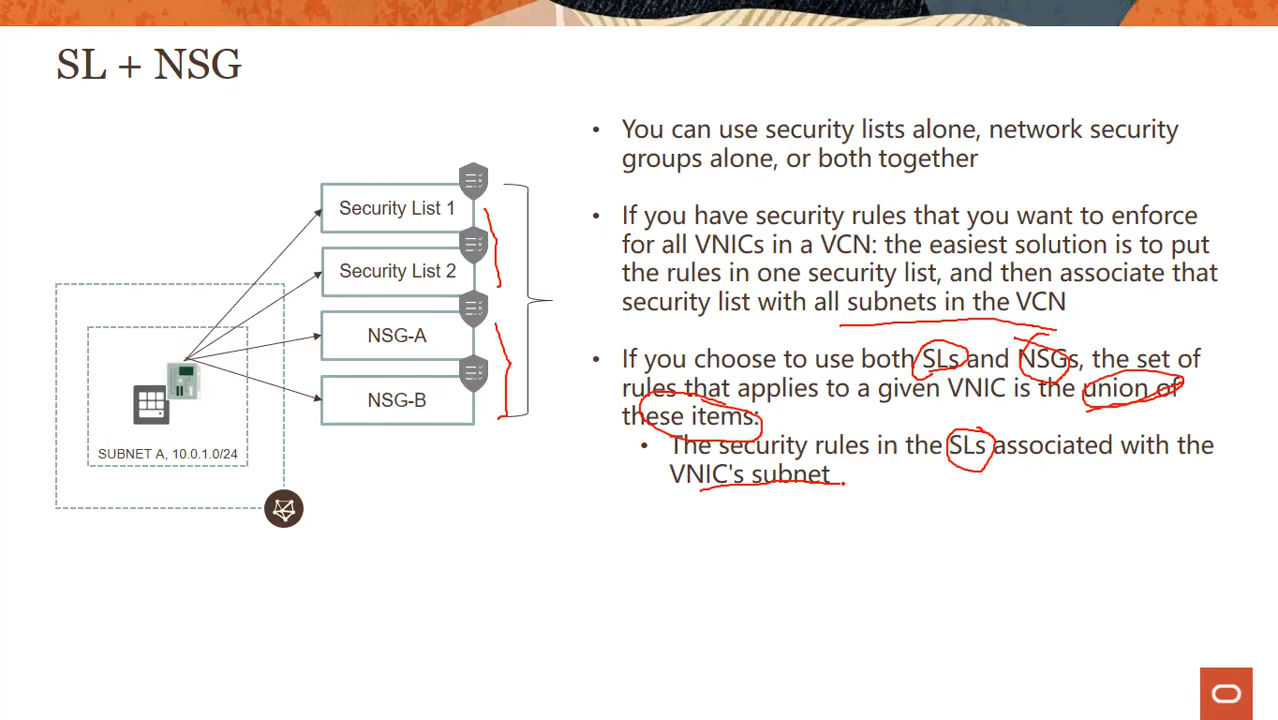 SL + NSG
Security List 1
Security List 2
NSG-A
NSG-B
SUBNET A, 10.0.1.0/24
• You can use security lists alone, network security
groups alone, or both together
• If you have security rules that you want to enforce
for all VNICs in a VCN: the easiest solution is to put
the rules in one security list, and then associate that
security list with all subnets in the VCN
• If you choose to use both SLs and NSGs, the set of
rules that applies to a given VNIC is the union of
these items:
• The security rules in the SLs associated with the
VNIC's subnet